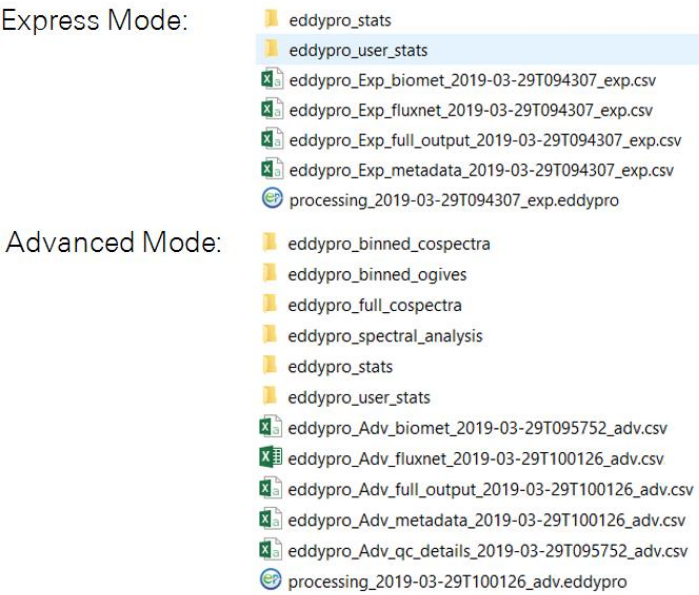 Express Mode:
eddypro_stats
eddypro_user_stats
eddypro_Exp_biomet_2019-03-29T094307_exp.csv
eddypro_Exp_fluxnet_2019-03-29T094307_exp.csv
eddypro_Exp_full_output_2019-03-29T094307_exp.csv
eddypro_Exp_metadata_2019-03-29T094307_exp.csv
processing_2019-03-29T094307_exp.eddypro
Advanced Mode:
eddypro_binned_cospectra
eddypro_binned_ogives
eddypro_full_cospectra
eddypro_spectral_analysis
eddypro_stats
eddypro_user_stats
eddypro_Adv_biomet_2019-03-29T095752_adv.csv
eddypro_Adv_fluxnet_2019-03-29T100126_adv.csv
eddypro_Adv_full_output_2019-03-29T100126_adv.csv
eddypro_Adv_metadata_2019-03-29T100126_adv.csv
eddypro_Adv_qc_details_2019-03-29T095752_adv.csv
processing_2019-03-29T100126_adv.eddypro